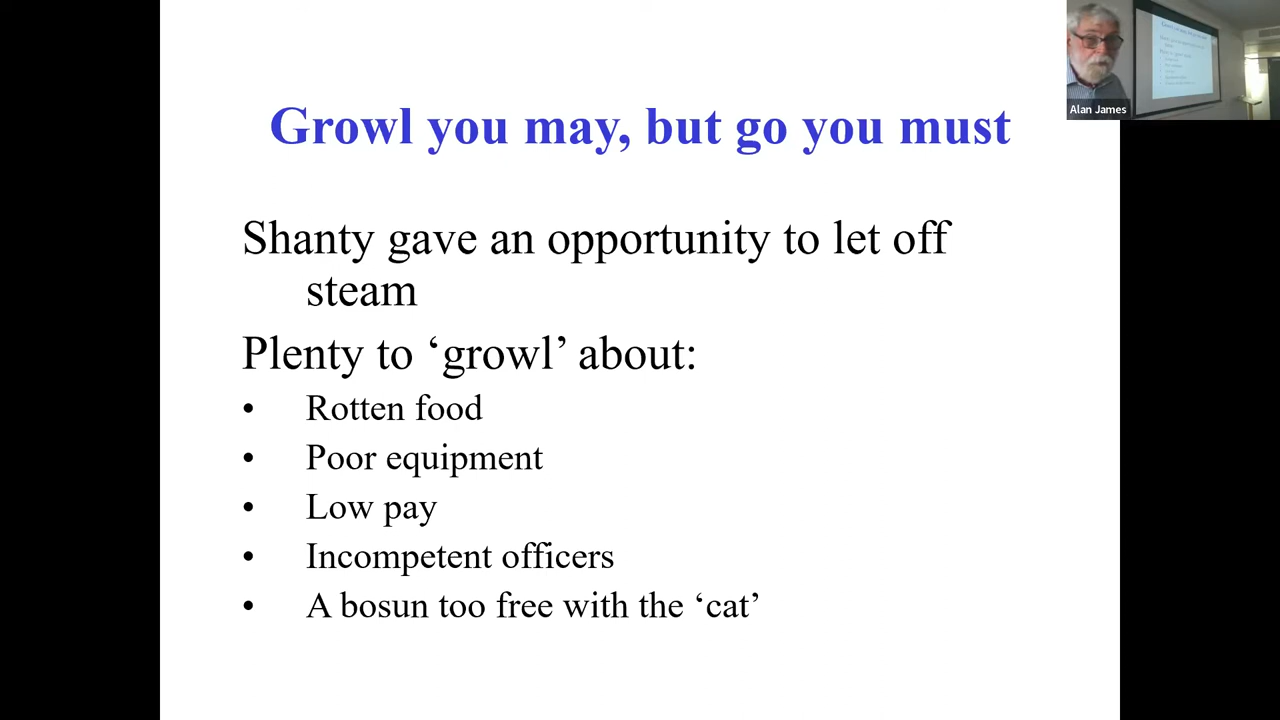 Growl you may, but go you must
Shanty gave an opportunity to let off
steam
Plenty to ‘growl’ about:
• Rotten food
• Poor equipment
• Low pay
• Incompetent officers
• A bosun too free with the ‘cat’
Alan James